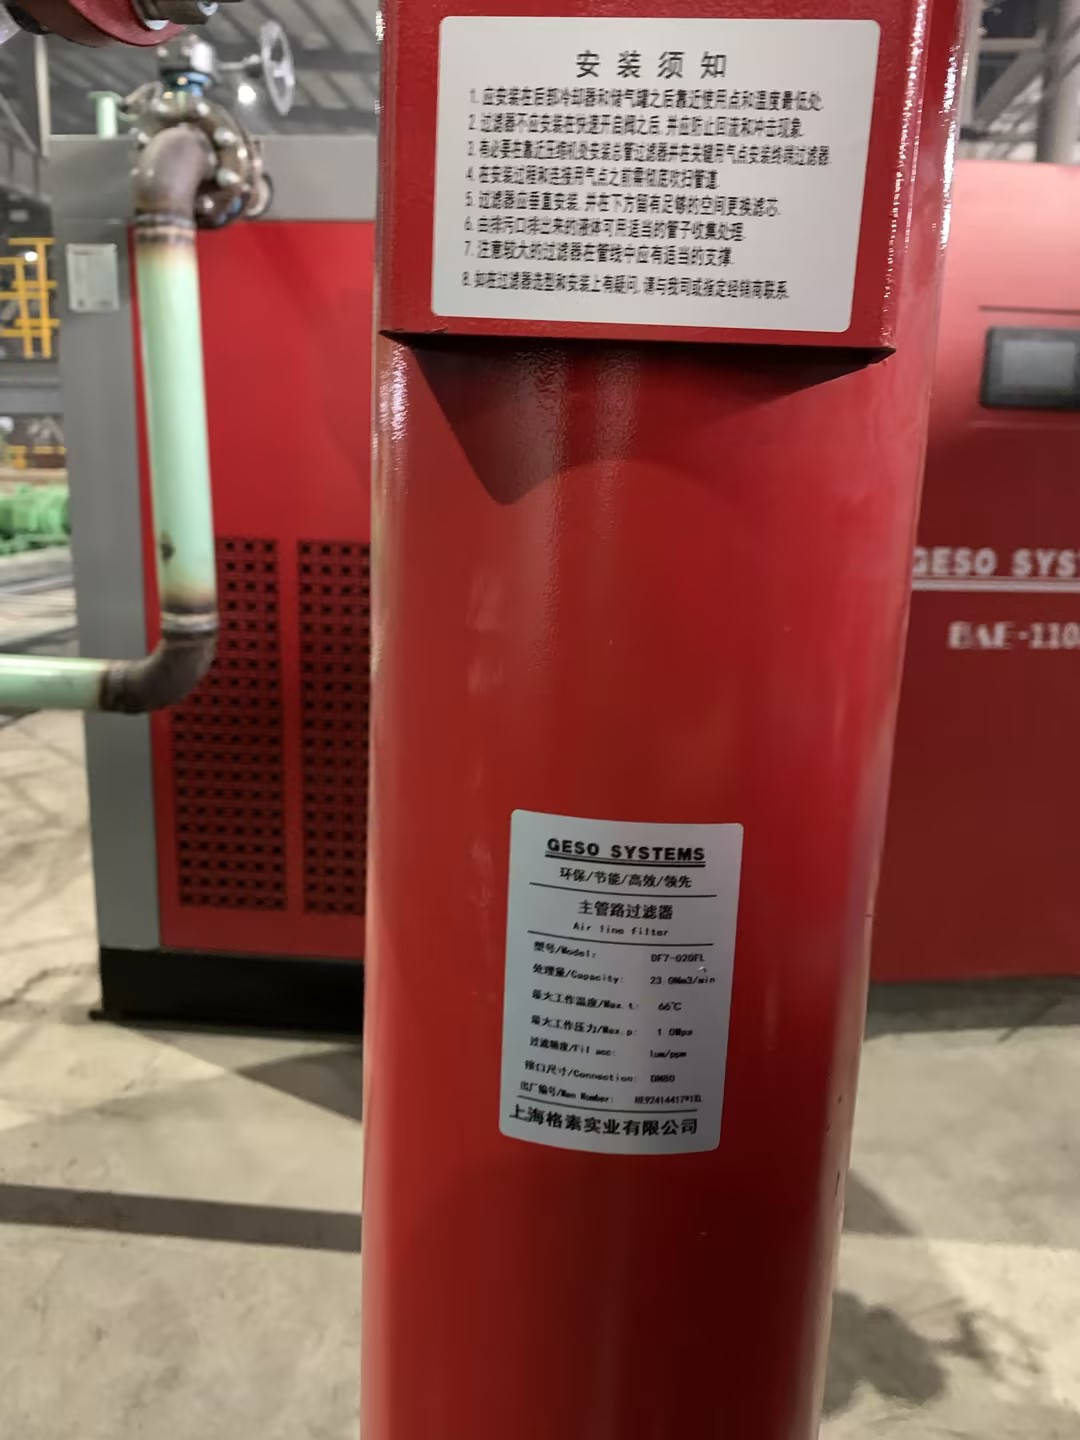 安装须知
1. 应安装在后部冷却器和储气罐之后靠近使用点和温度最低处.
2. 过滤器不应安装在快速开启阀之后, 并应防止回流和冲击现象.
3. 有必要在靠近压缩机处安装总管过滤器并在关键用气点安装终端过滤器.
4. 在安装过程和连接用气点之前需彻底吹扫管道.
5. 过滤器应垂直安装, 并在下方留有足够的空间更换滤芯.
6. 由排污口排出来的液体可用适当的管子收集处理.
7. 注意较大的过滤器在管线中应有适当的支撑.
8. 如在过滤器选型和安装上有疑问, 请与我司或指定经销商联系.
GESO SYS
BAE-110
GESO SYSTEMS
环保/节能/高效/领先
主管路过滤器
Air line filter
型号/Model: DF7-020FL
处理量/Capacity: 23.0Nm3/min
最大工作温度/Max.t: 66℃
最大工作压力/Max.p: 1.0Mpa
过滤精度/Fil acc: 1um/ppm
接口尺寸/Connection: DN80
出厂编号/Man Number:
上海格素实业有限公司